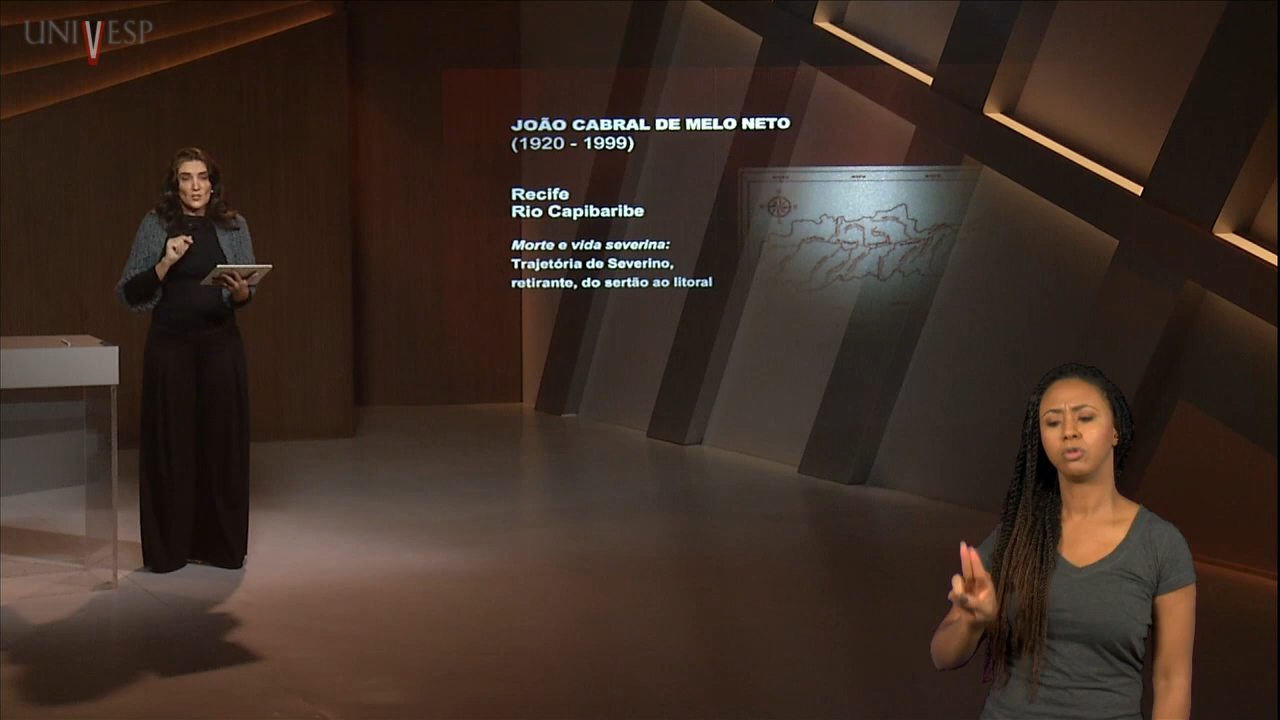 UNIVESP
JOÃO CABRAL DE MELO NETO
(1920 - 1999)
Recife
Rio Capibaribe
Morte e vida severina:
Trajetória de Severino,
retirante, do sertão ao litoral